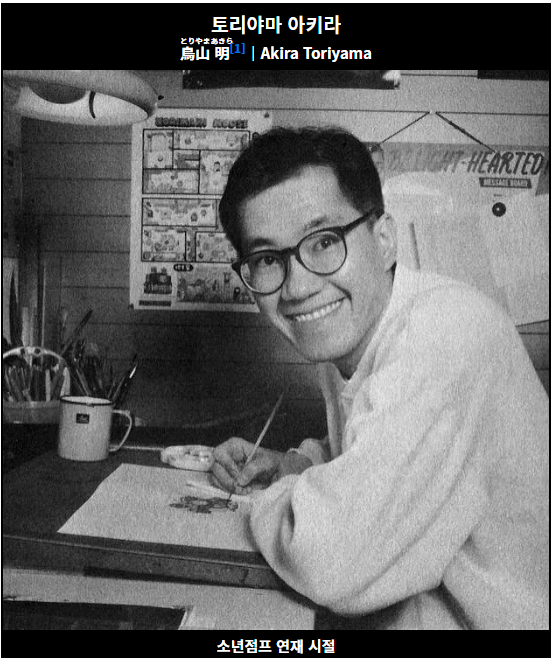 토리야마 아키라
とりやまあきら
鳥山 明[1] | Akira Toriyama
LIGHT-HEARTED
MESSAGE BOARD
소년점프 연재 시절